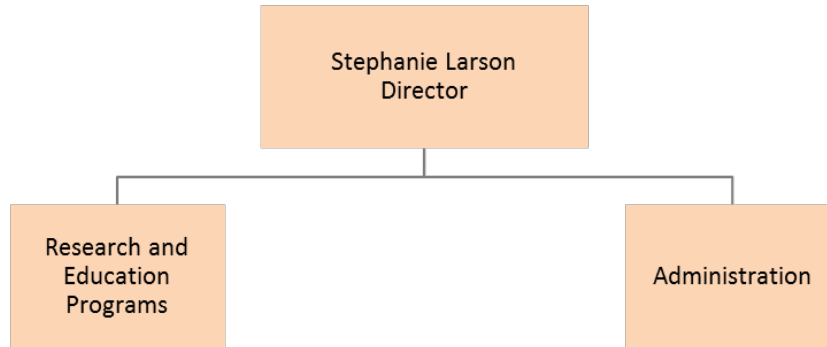 Stephanie Larson
Director
Research and
Education
Programs
Administration